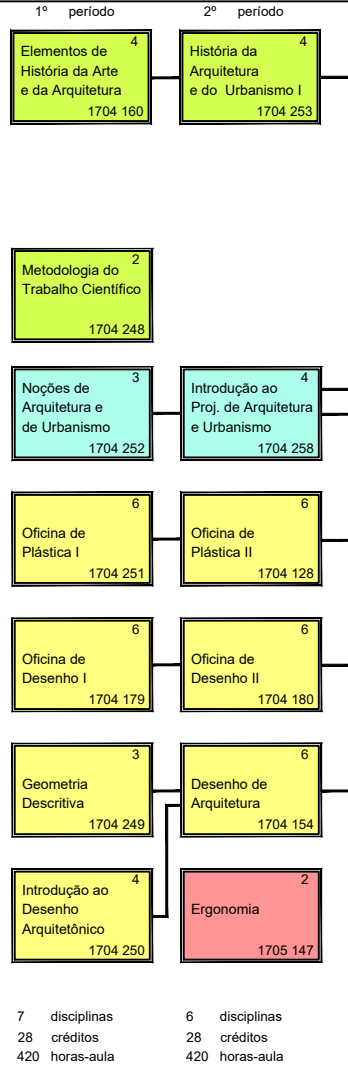 1º período 2º período
4
Elementos de
História da Arte
e da Arquitetura
1704 160
4
História da
Arquitetura
e do Urbanismo I
1704 253
2
Metodologia do
Trabalho Científico
1704 248
3
Noções de
Arquitetura e
de Urbanismo
1704 252
4
Introdução ao
Proj. de Arquitetura
e Urbanismo
1704 258
6
Oficina de
Plástica I
1704 251
6
Oficina de
Plástica II
1704 128
6
Oficina de
Desenho I
1704 179
6
Oficina de
Desenho II
1704 180
3
Geometria
Descritiva
1704 249
6
Desenho de
Arquitetura
1704 154
4
Introdução ao
Desenho
Arquitetônico
1704 250
2
Ergonomia
1705 147
7 disciplinas
28 créditos
420 horas-aula
6 disciplinas
28 créditos
420 horas-aula